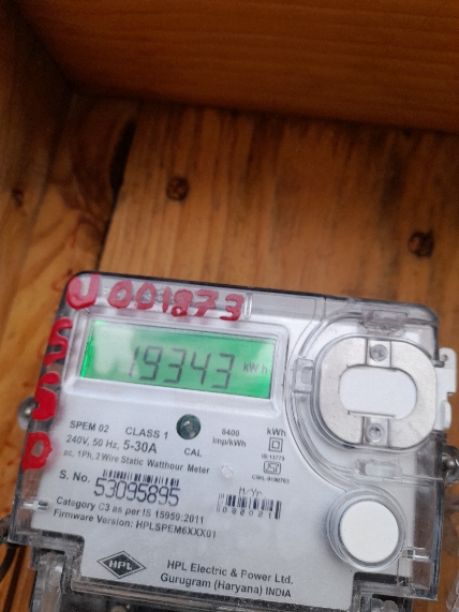 U 001873
19343 kWh
SPEM 02 CLASS 1
240V, 50 Hz, 5-30A
6400
imp/kWh
kWh
CAL
ac, 1Ph, 2 Wire Static Watthour Meter
S. No. 53095895
M/Yr.
Category C3 as per IS 15959:2011
Firmware Version: HPLSPEM6XXX01
HPL
HPL Electric & Power Ltd.
Gurugram (Haryana) INDIA